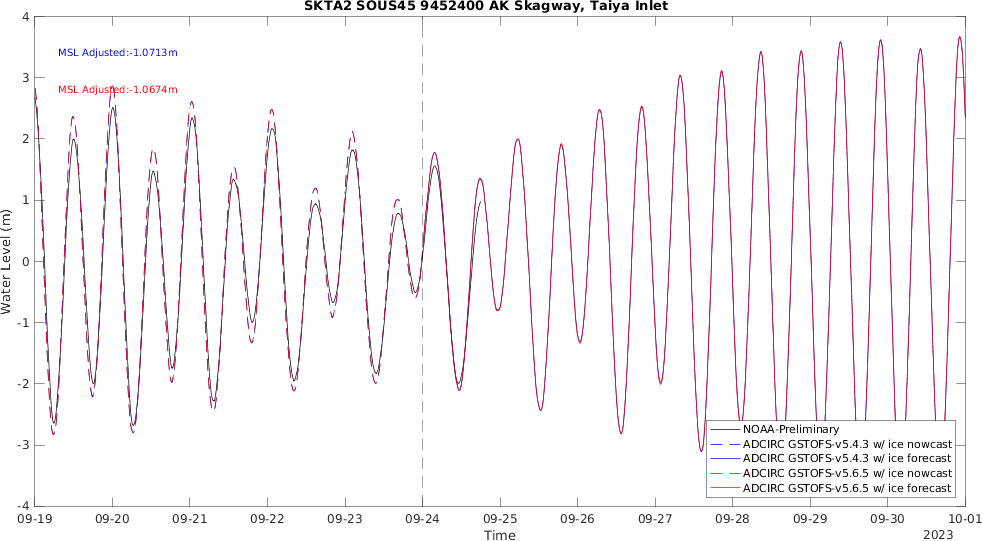 SKTA2 SOUS45 9452400 AK Skagway, Taiya Inlet
4
3
2
1
0
-1
-2
-3
-4
Water Level (m)
MSL Adjusted:-1.0713m
MSL Adjusted:-1.0674m
NOAA-Preliminary
ADCIRC GSTOFS-v5.4.3 w/ ice nowcast
ADCIRC GSTOFS-v5.4.3 w/ ice forecast
ADCIRC GSTOFS-v5.6.5 w/ ice nowcast
ADCIRC GSTOFS-v5.6.5 w/ ice forecast
09-19 09-20 09-21 09-22 09-23 09-24 09-25 09-26 09-27 09-28 09-29 09-30 10-01
Time
2023